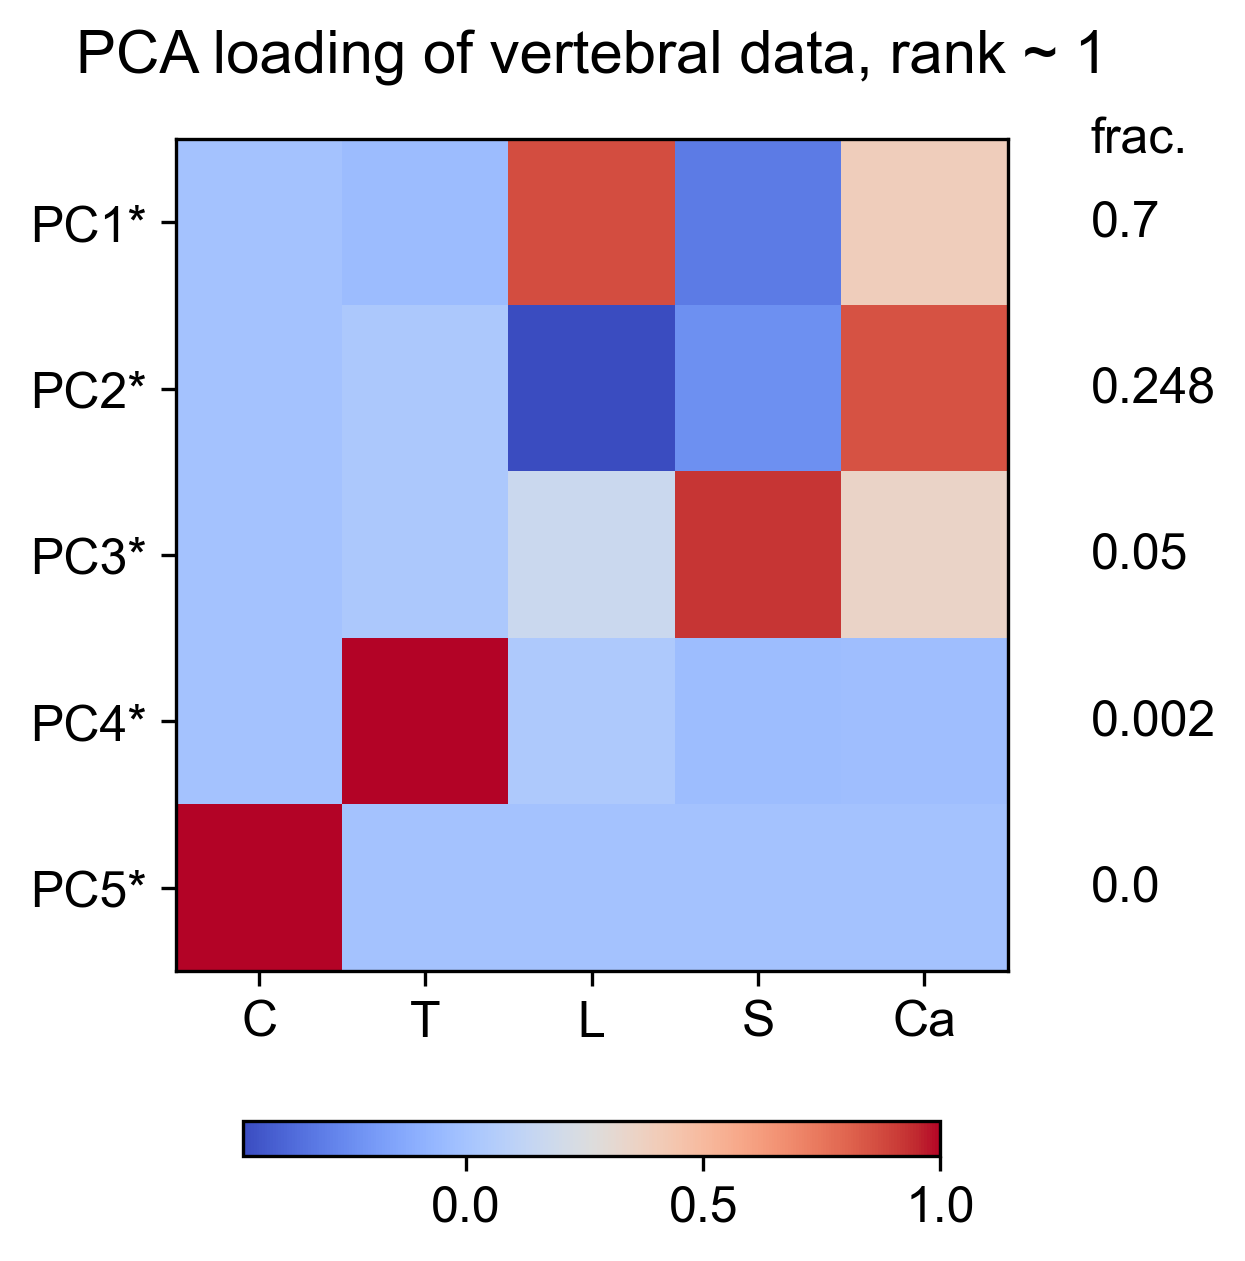 PCA loading of vertebral data, rank ~ 1
frac.
PC1* 0.7
PC2* 0.248
PC3* 0.05
PC4* 0.002
PC5* 0.0
C T L S Ca
0.0 0.5 1.0